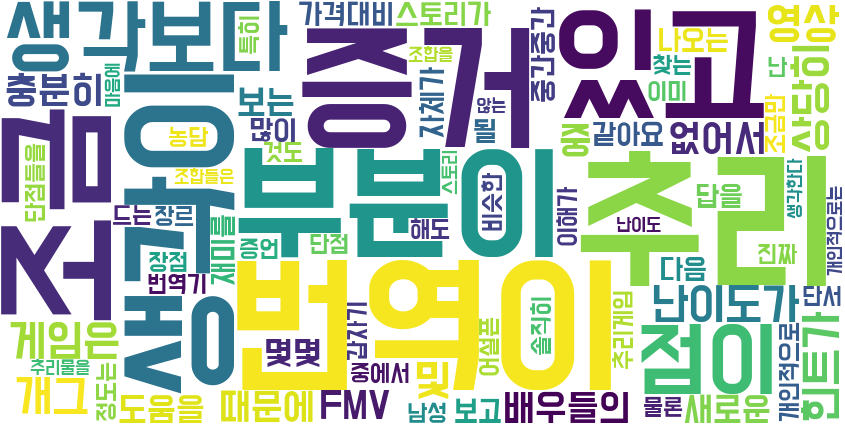 생각보다
가격대비
스토리가
특히
충분히
마음에
보는
많이
농담
것도
조합들은
조합을
자체가
증거
않는
있고
중간중간
나오는
찾는
이미
난
영상
조금만
상당히
같아요
없어서
조금
생각
단점들을
드는
장르
재미를
장점
증언
번역기
부분이
단점
해도
스토리
비슷한
이해가
추리
답을
난이도
생각한다
개인적으로는
진짜
다음
번역이
몇몇
갑자기
중에서
및
어설픈
솔직히
추리게임
난이도가
단서
점이
힌트가
게임은
추리물을
개그
정도는
도움을
때문에
FMV
남성
보고
배우들의
물론
새로운
개인적으로